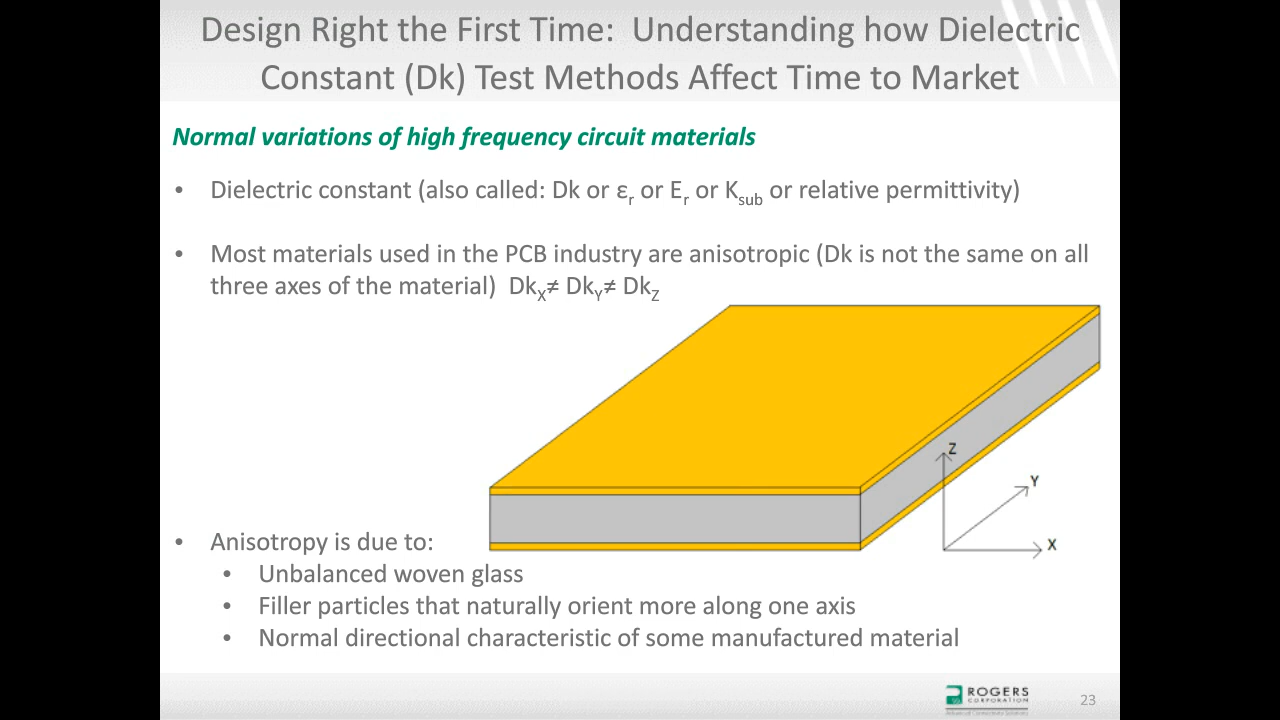 Design Right the First Time:  Understanding how Dielectric
Constant (Dk) Test Methods Affect Time to Market
Normal variations of high frequency circuit materials
• Dielectric constant (also called: Dk or εr or Er or Ksub or relative permittivity)
• Most materials used in the PCB industry are anisotropic (Dk is not the same on all
three axes of the material)  DkX≠ DkY≠ DkZ
Z
Y
X
• Anisotropy is due to:
• Unbalanced woven glass
• Filler particles that naturally orient more along one axis
• Normal directional characteristic of some manufactured material
ROGERS
CORPORATION
Advanced Connectivity Solutions
23